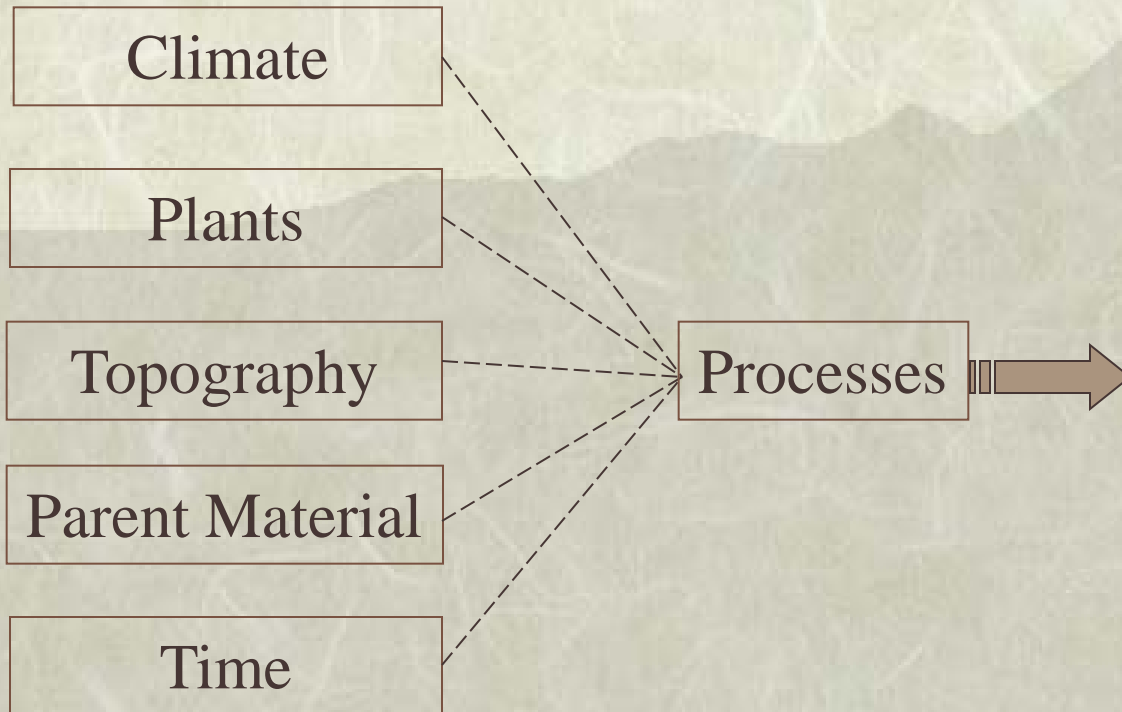 Climate
Plants
Topography
Processes
Parent Material
Time